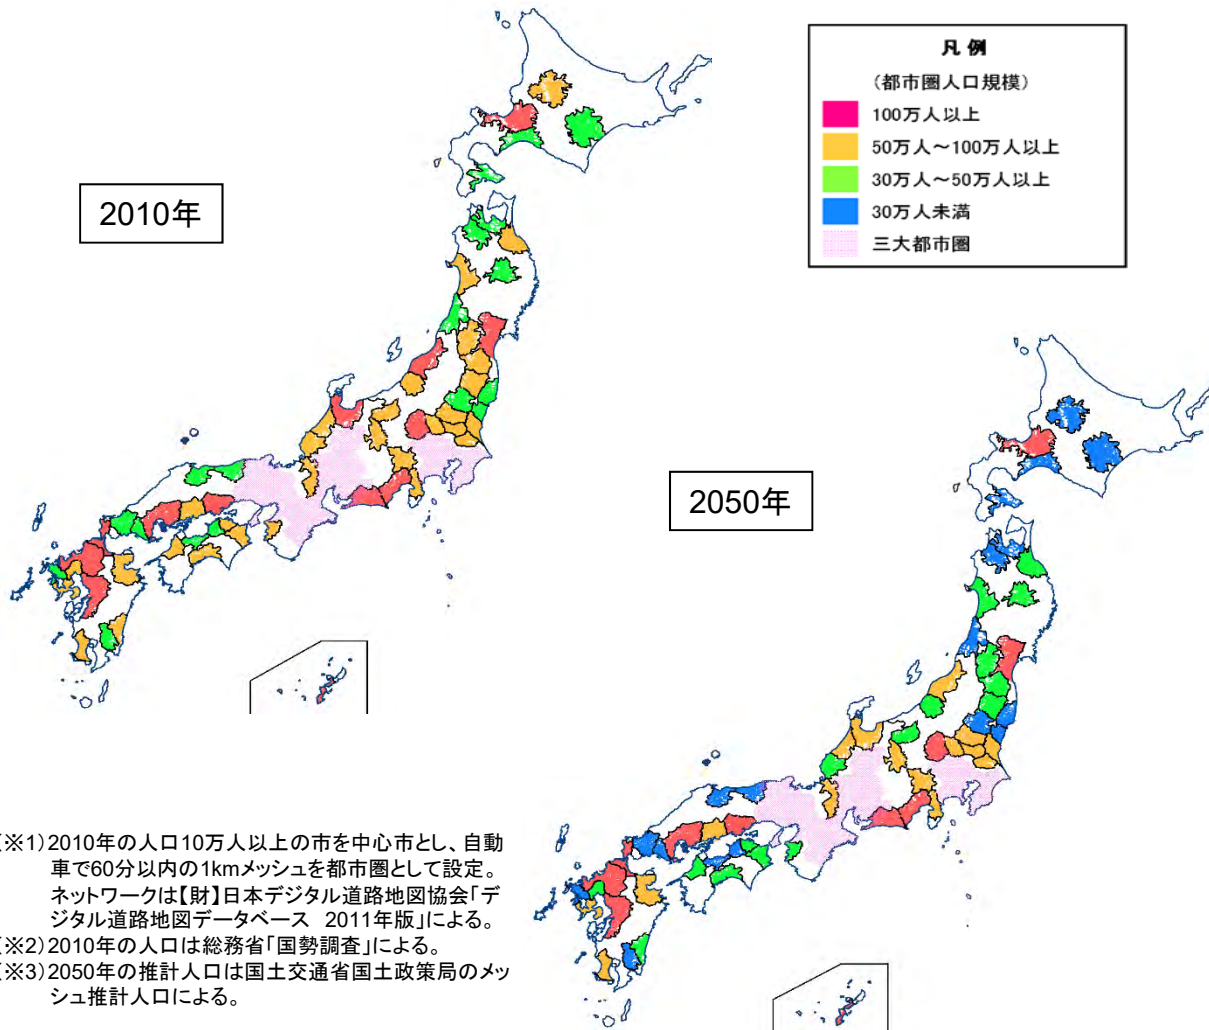 凡 例
(都市圏人口規模)
100万人以上
50万人～100万人以上
30万人～50万人以上
30万人未満
三大都市圏
2010年
2050年
(※1)2010年の人口10万人以上の市を中心市とし、自動
車で60分以内の1kmメッシュを都市圏として設定。
ネットワークは【財】日本デジタル道路地図協会「デ
ジタル道路地図データベース 2011年版」による。
(※2)2010年の人口は総務省「国勢調査」による。
(※3)2050年の推計人口は国土交通省国土政策局のメッ
シュ推計人口による。